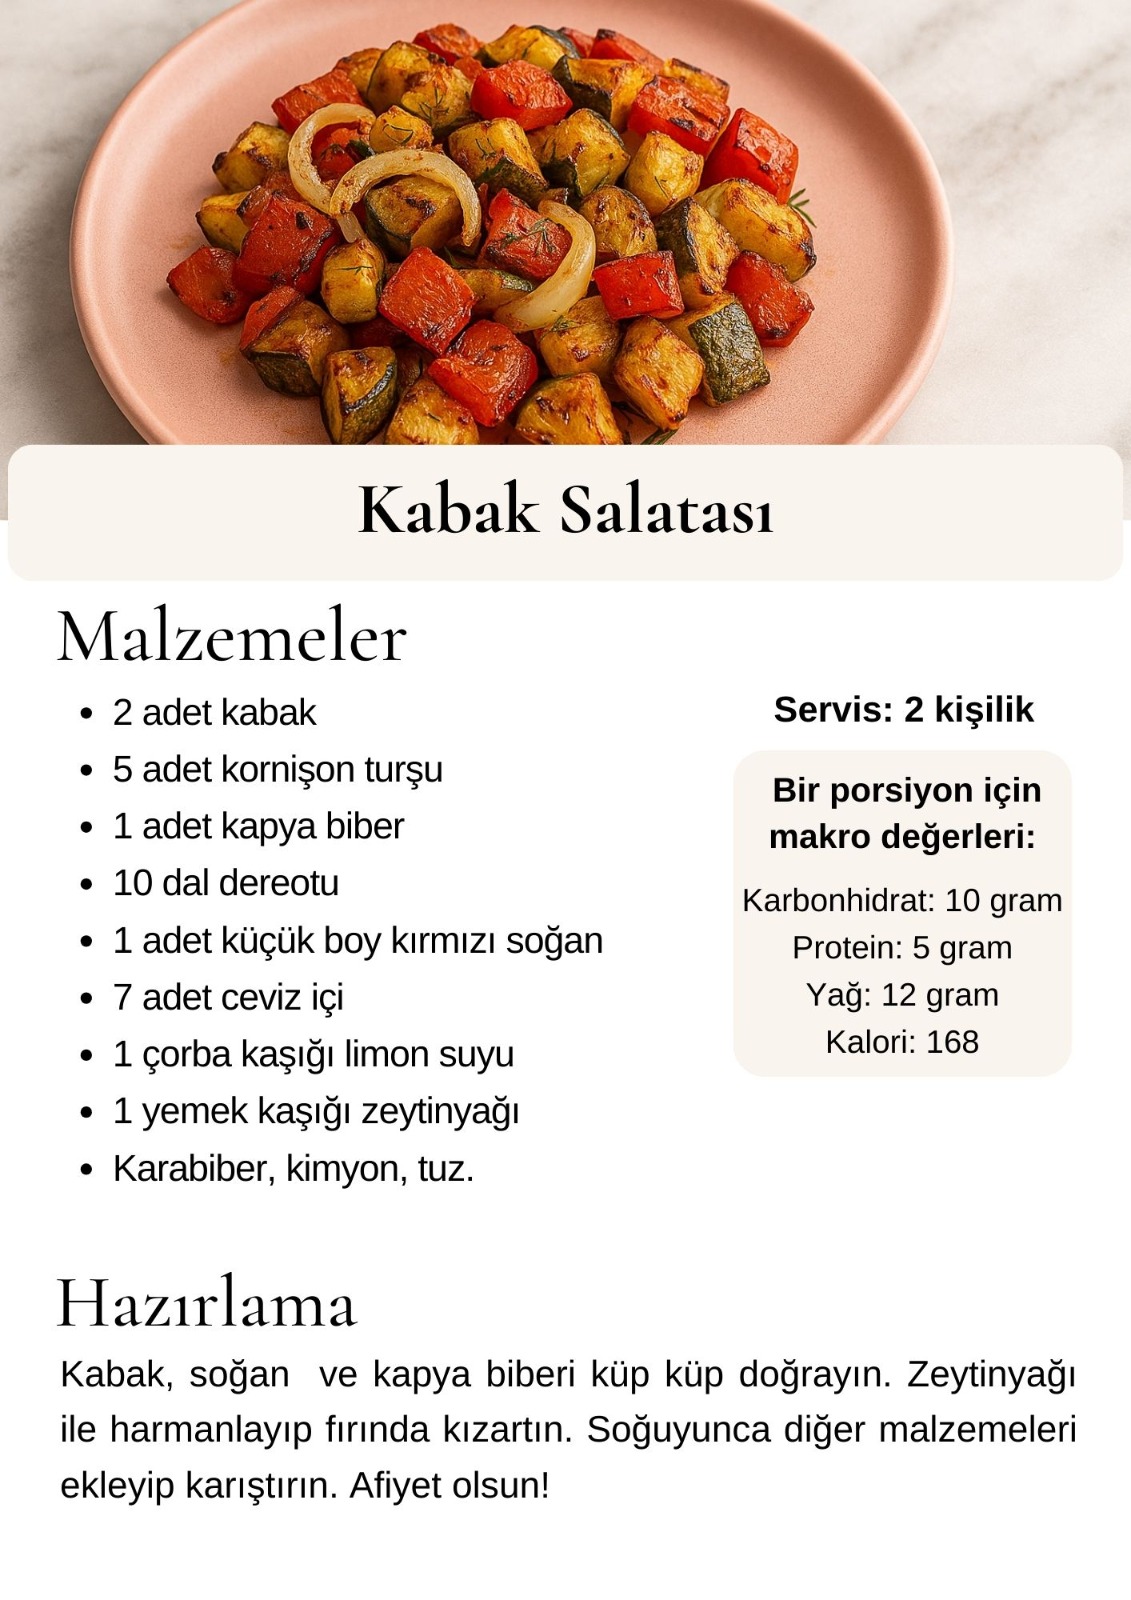 Kabak Salatası
Malzemeler
2 adet kabak
5 adet kornişon turşu
1 adet kapya biber
10 dal dereotu
1 adet küçük boy kırmızı soğan
7 adet ceviz içi
1 çorba kaşığı limon suyu
1 yemek kaşığı zeytinyağı
Karabiber, kimyon, tuz.
Servis: 2 kişilik
Bir porsiyon için
makro değerleri:
Karbonhidrat: 10 gram
Protein: 5 gram
Yağ: 12 gram
Kalori: 168
Hazırlama
Kabak, soğan ve kapya biberi küp küp doğrayın. Zeytinyağı
ile harmanlayıp fırında kızartın. Soğuyunca diğer malzemeleri
ekleyip karıştırın. Afiyet olsun!